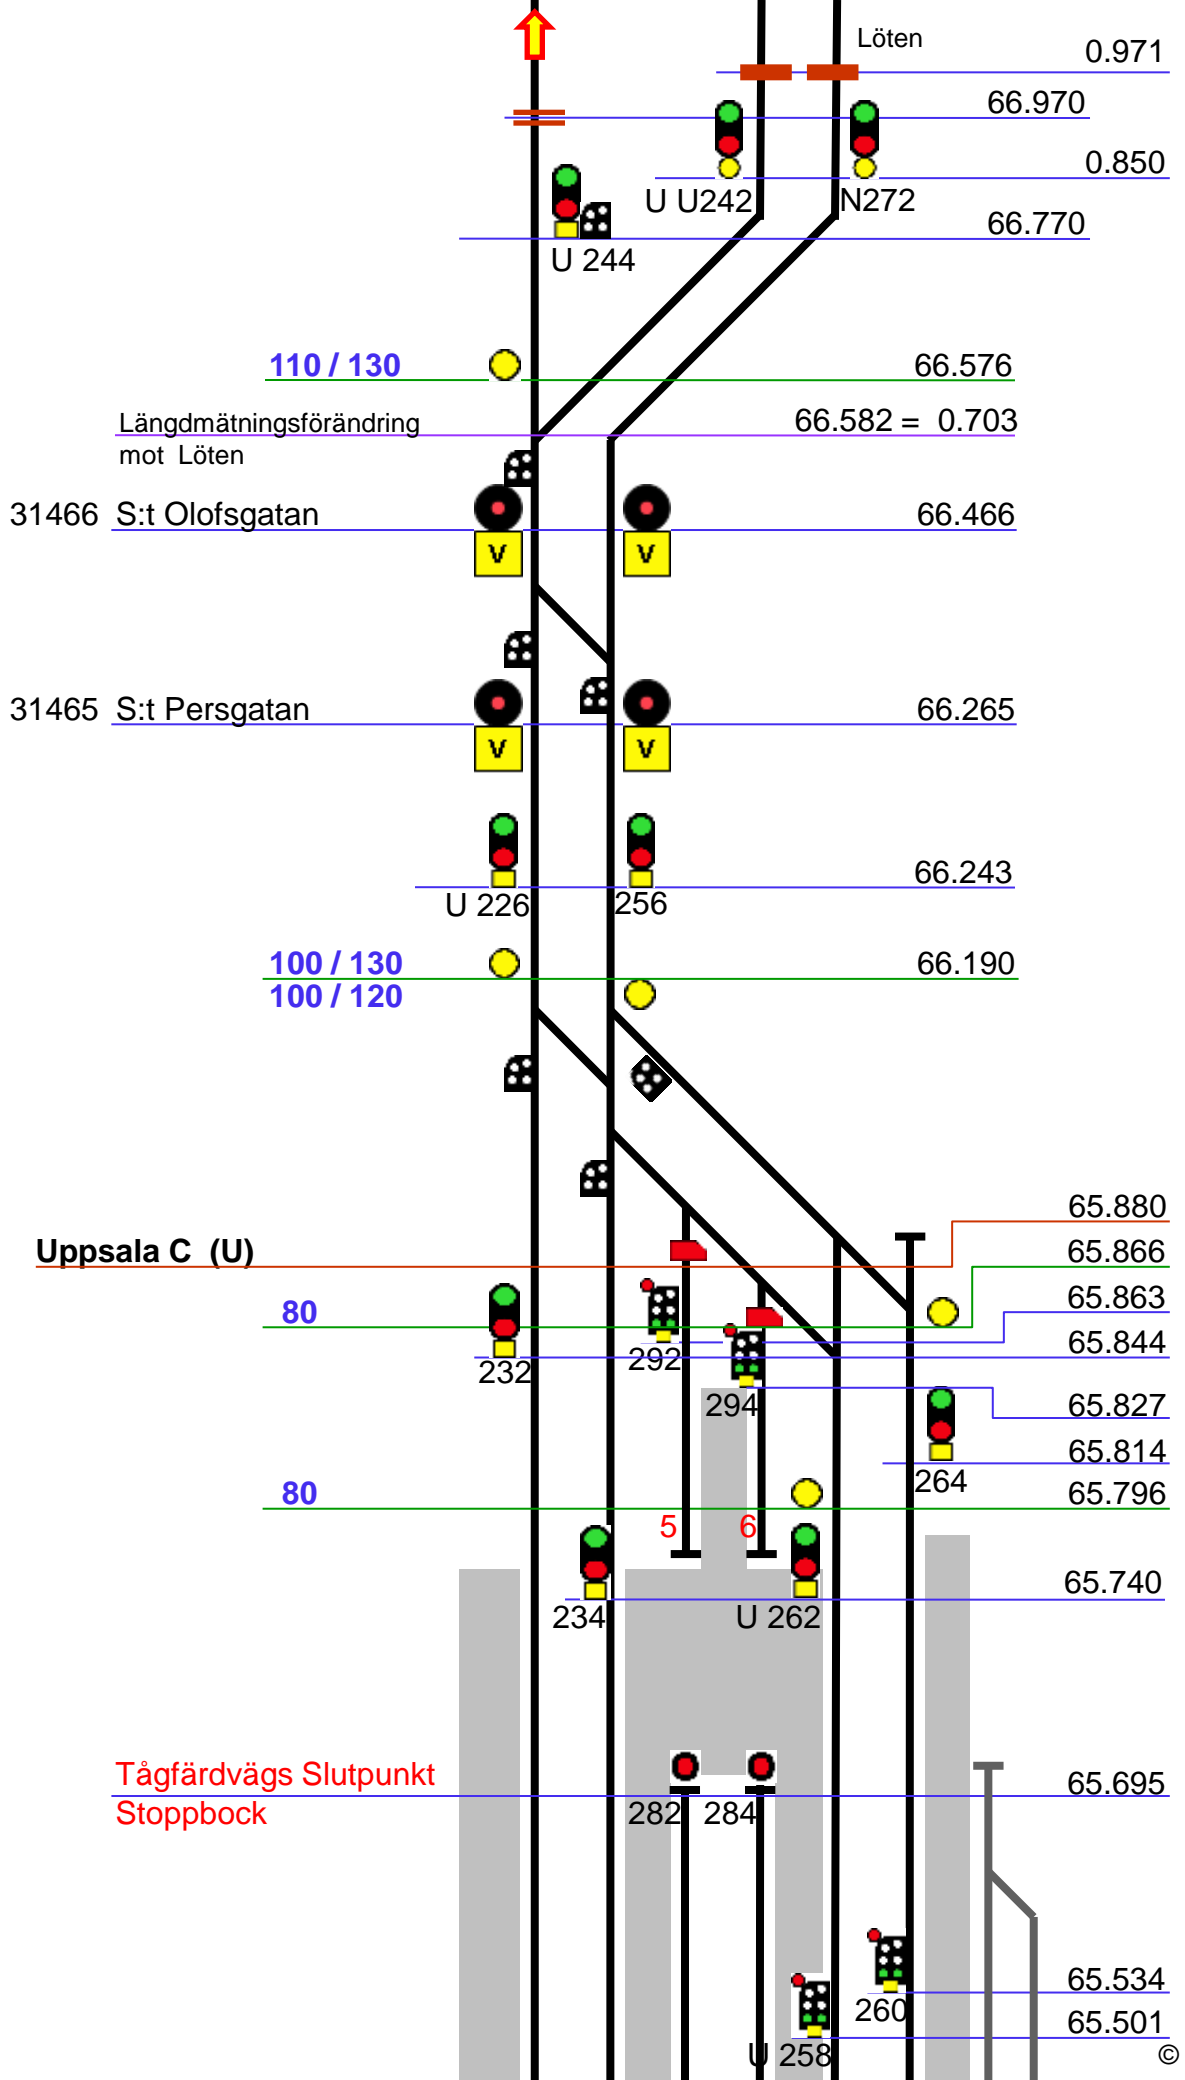 Löten
0.971
66.970
0.850
U U242
N272
66.770
U 244
110 / 130
66.576
Längdmätningsförändring
66.582 = 0.703
mot Löten
31466 S:t Olofsgatan
66.466
V
V
31465 S:t Persgatan
66.265
V
V
66.243
U 226
256
100 / 130
66.190
100 / 120
65.880
Uppsala C (U)
65.866
65.863
80
65.844
292
232
65.827
294
65.814
264
80
65.796
5
6
65.740
234
U 262
Tågfärdvägs Slutpunkt
65.695
Stoppbock
282
284
65.534
260
65.501
U 258
©